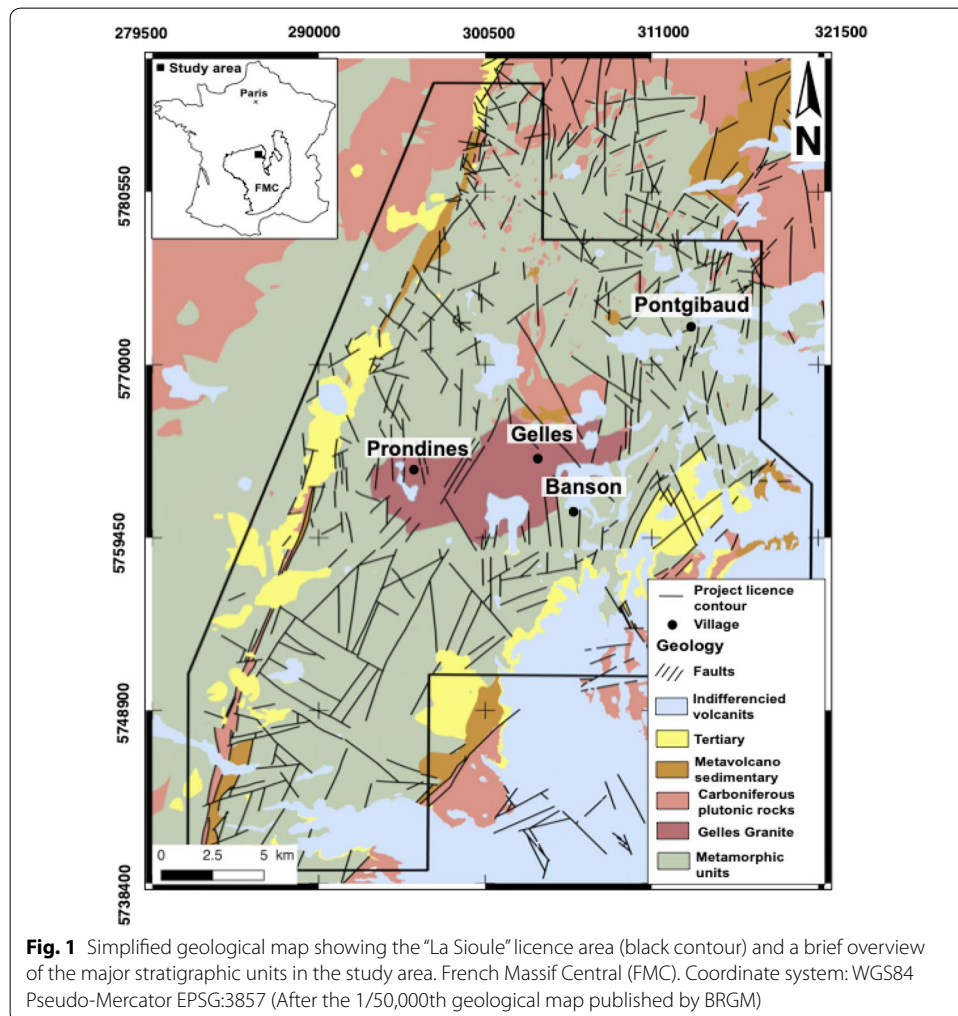 279500 290000 300500 311000 321500
Study area
Paris
FMC
N
5780550
5770000
5759450
5748900
5738400
Pontgibaud
Gelles
Prondines
Banson
Project licence
contour
Village
Geology
Faults
Indifferencied
volcanits
Tertiary
Metavolcano
sedimentary
Carboniferous
plutonic rocks
Gelles Granite
Metamorphic
units
0 2.5 5 km
Fig. 1 Simplified geological map showing the “La Sioule” licence area (black contour) and a brief overview
of the major stratigraphic units in the study area. French Massif Central (FMC). Coordinate system: WGS84
Pseudo-Mercator EPSG:3857 (After the 1/50,000th geological map published by BRGM)